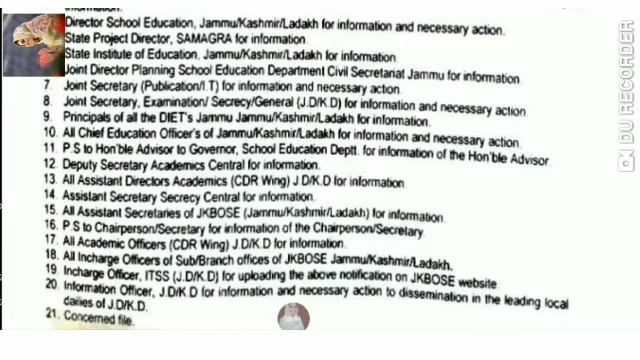 information.
Director School Education, Jammu/Kashmir/Ladakh for information and necessary action.
State Project Director, SAMAGRA for information.
State Institute of Education, Jammu/Kashmir/Ladakh for information.
Joint Director Planning School Education Department Civil Secretariat Jammu for information.
7. Joint Secretary (Publication/I.T) for information and necessary action.
8. Joint Secretary, Examination/ Secrecy/General (J.D/K.D) for information and necessary action.
9. Principals of all the DIET's Jammu Jammu/Kashmir/Ladakh for information.
10. All Chief Education Officer's of Jammu/Kashmir/Ladakh for information and necessary action.
11. P.S to Hon'ble Advisor to Governor, School Education Deptt. for information of the Hon'ble Advisor
12. Deputy Secretary Academics Central for information.
13. All Assistant Directors Academics (CDR Wing) J.D/K.D for information.
14. Assistant Secretary Secrecy Central for information.
15. All Assistant Secretaries of JKBOSE (Jammu/Kashmir/Ladakh) for information.
16. P.S to Chairperson/Secretary for information of the Chairperson/Secretary.
17. All Academic Officers (CDR Wing) J.D/K.D for information.
18. All Incharge Officers of Sub/Branch offices of JKBOSE Jammu/Kashmir/Ladakh.
19. Incharge Officer, ITSS (J.D/K.D) for uploading the above notification on JKBOSE website.
20. Information Officer, J.D/K.D for information and necessary action to dissemination in the leading local
dailies of J.D/K.D.
21. Concerned file.
DU RECORDER